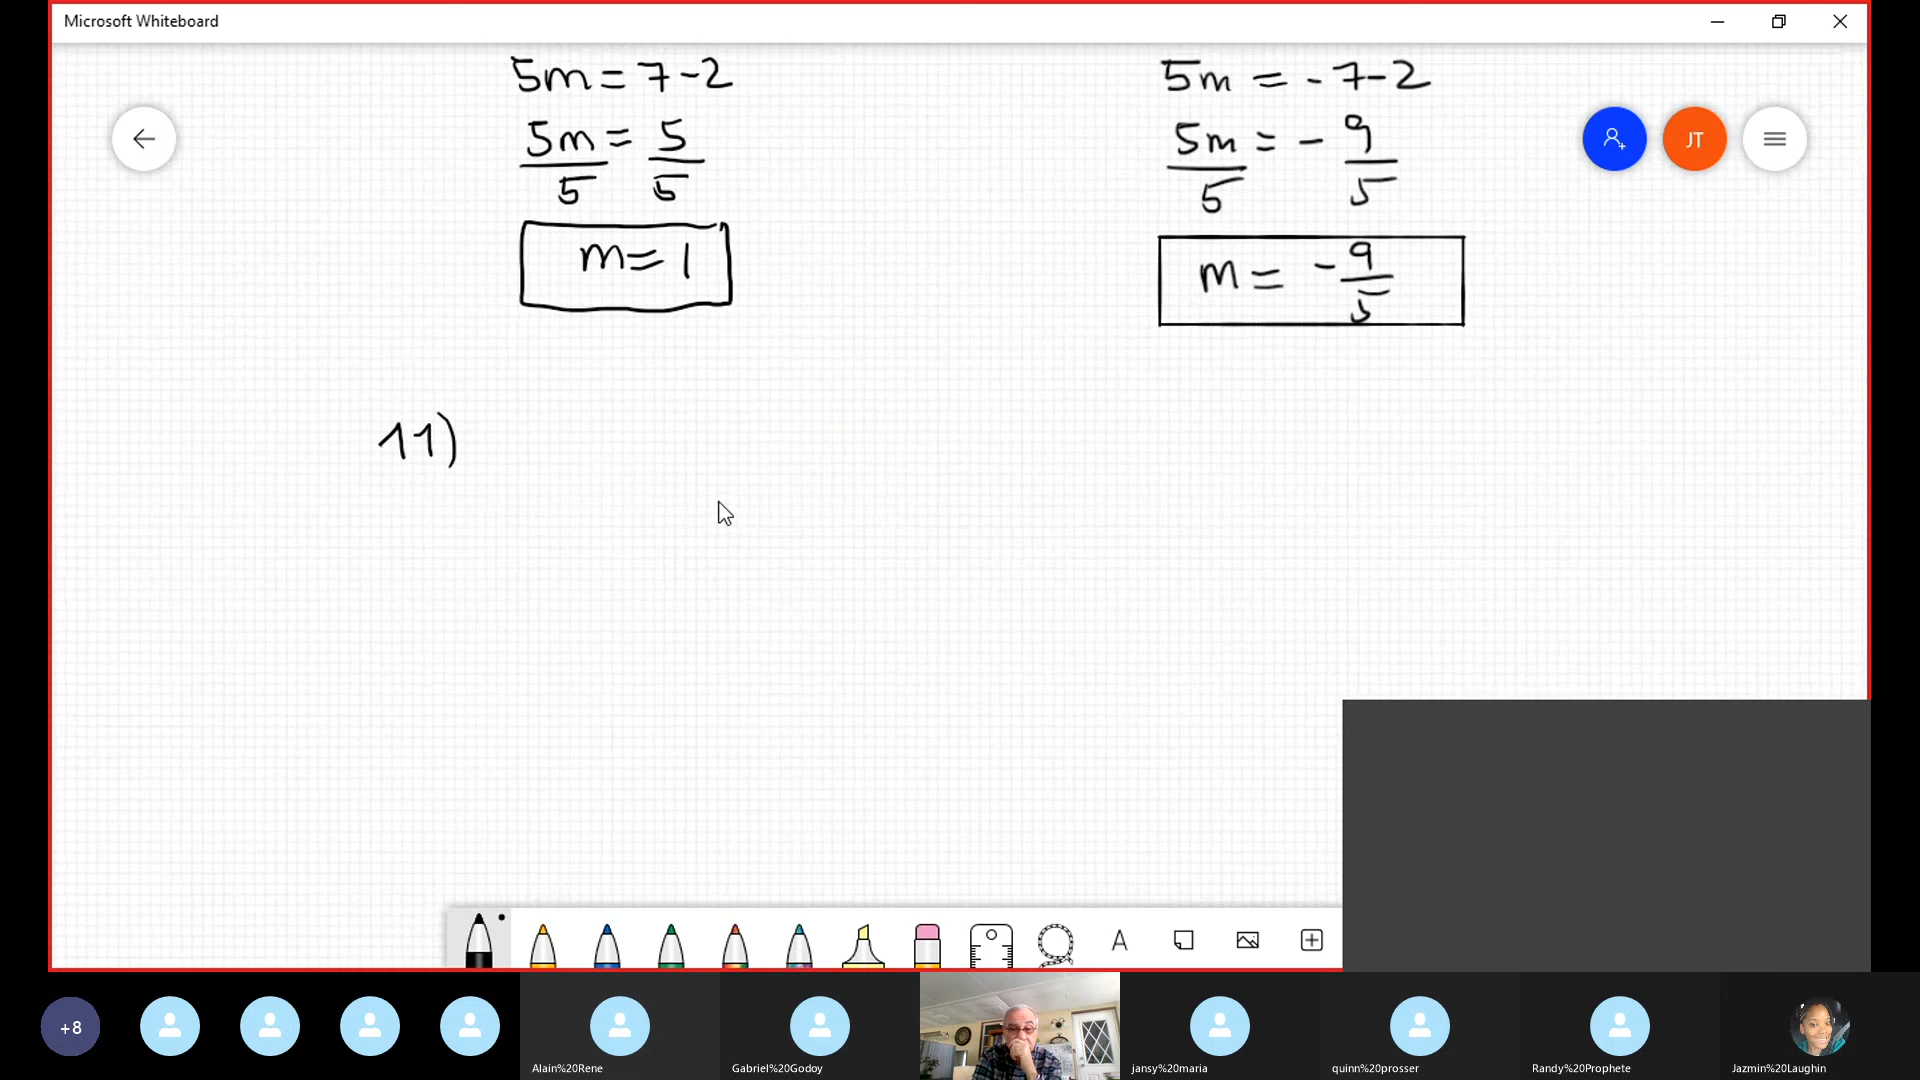 Microsoft Whiteboard
5m = 7-2
5m = 5
5 5
m = 1
5m = -7-2
5m = - 9
5 5
m = - 9
5
JT
11)
A
+8
Alain%20Rene
Gabriel%20Godoy
jansy%20maria
quinn%20prosser
Randy%20Prophete
Jazmin%20Laughin